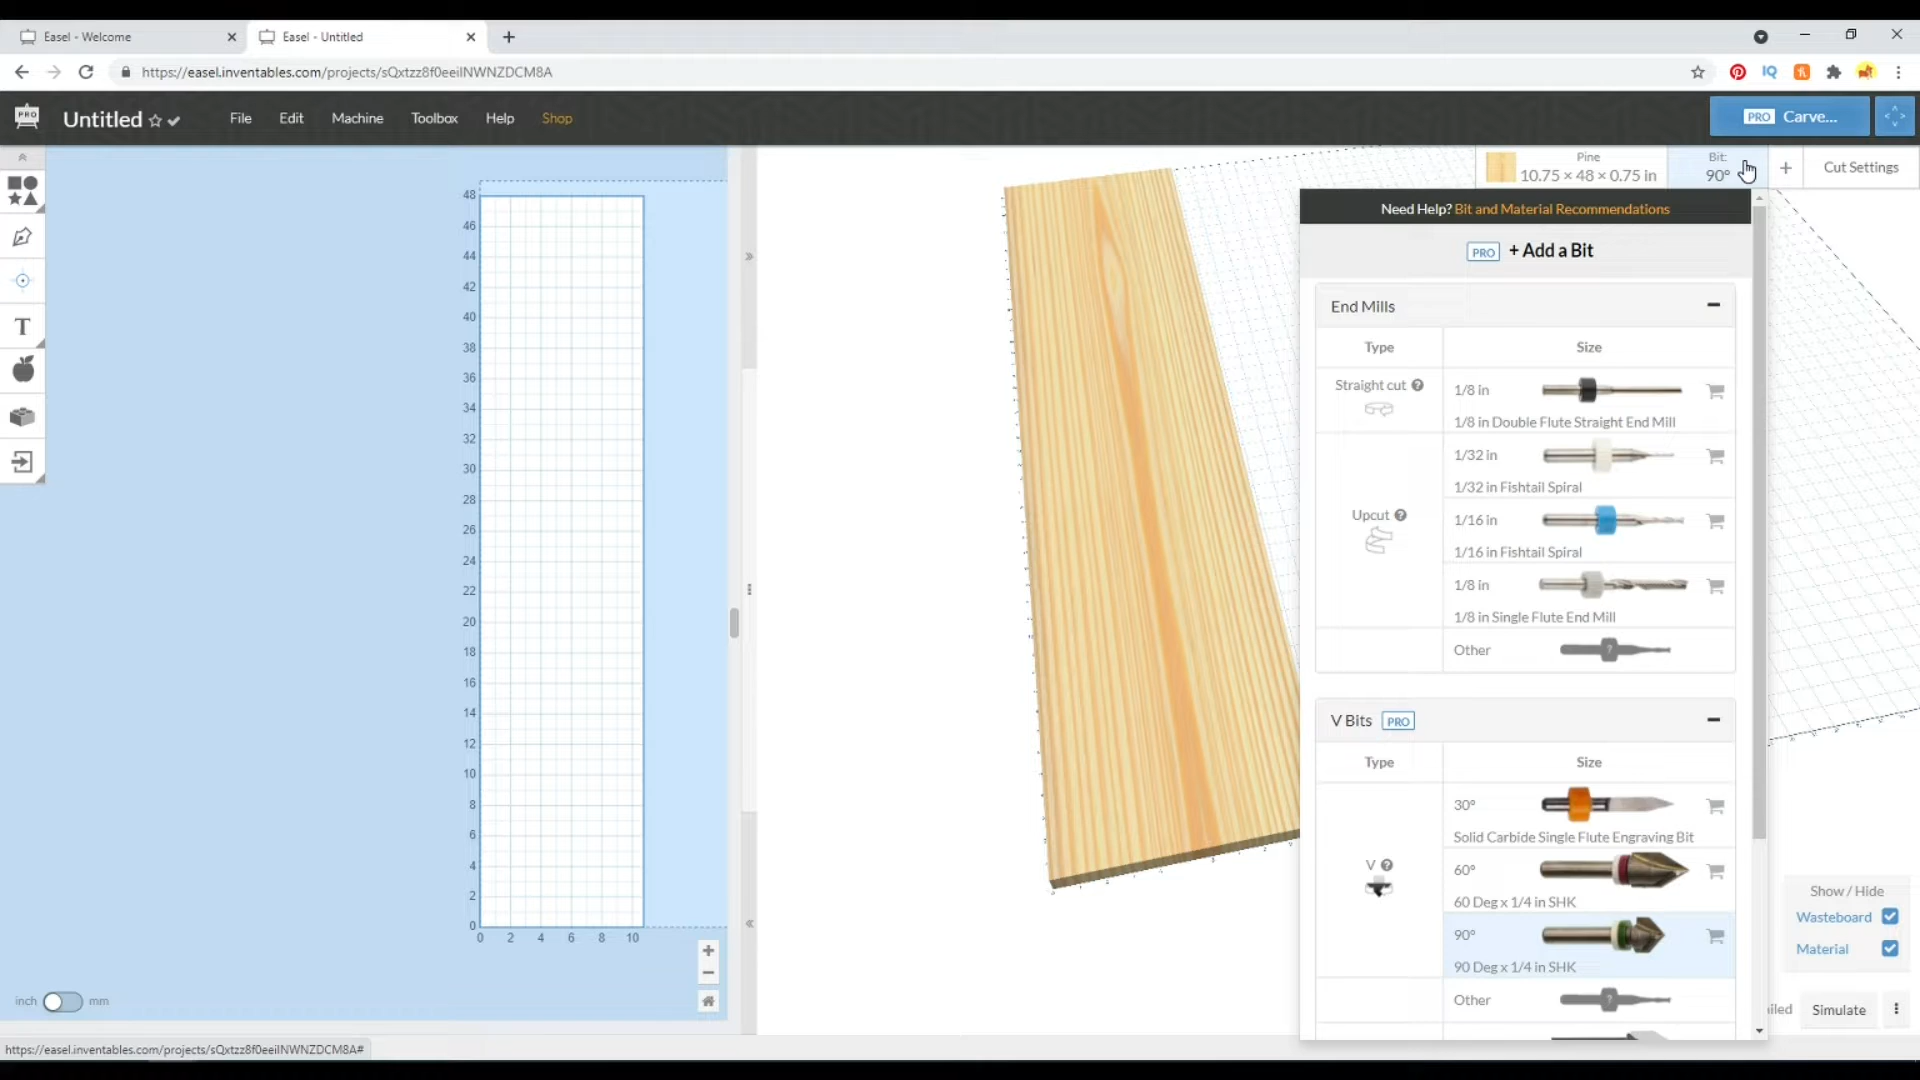 Easel - Welcome
Easel - Untitled
https://easel.inventables.com/projects/sQxtzz8f0eeilNWNZDCM8A
PRO
Untitled
File
Edit
Machine
Toolbox
Help
Shop
PRO Carve...
Pine
10.75 × 48 × 0.75 in
Bit:
90°
+
Cut Settings
Need Help? Bit and Material Recommendations
PRO + Add a Bit
End Mills
Type
Size
Straight cut
1/8 in
1/8 in Double Flute Straight End Mill
1/32 in
1/32 in Fishtail Spiral
Upcut
1/16 in
1/16 in Fishtail Spiral
1/8 in
1/8 in Single Flute End Mill
Other
V Bits PRO
Type
Size
30°
Solid Carbide Single Flute Engraving Bit
V
60°
60 Deg x 1/4 in SHK
90°
90 Deg x 1/4 in SHK
Other
48
46
44
42
40
38
36
34
32
30
28
26
24
22
20
18
16
14
12
10
8
6
4
2
0
0 2 4 6 8 10
inch
mm
Show / Hide
Wasteboard
Material
Simulate
https://easel.inventables.com/projects/sQxtzz8f0eeilNWNZDCM8A#